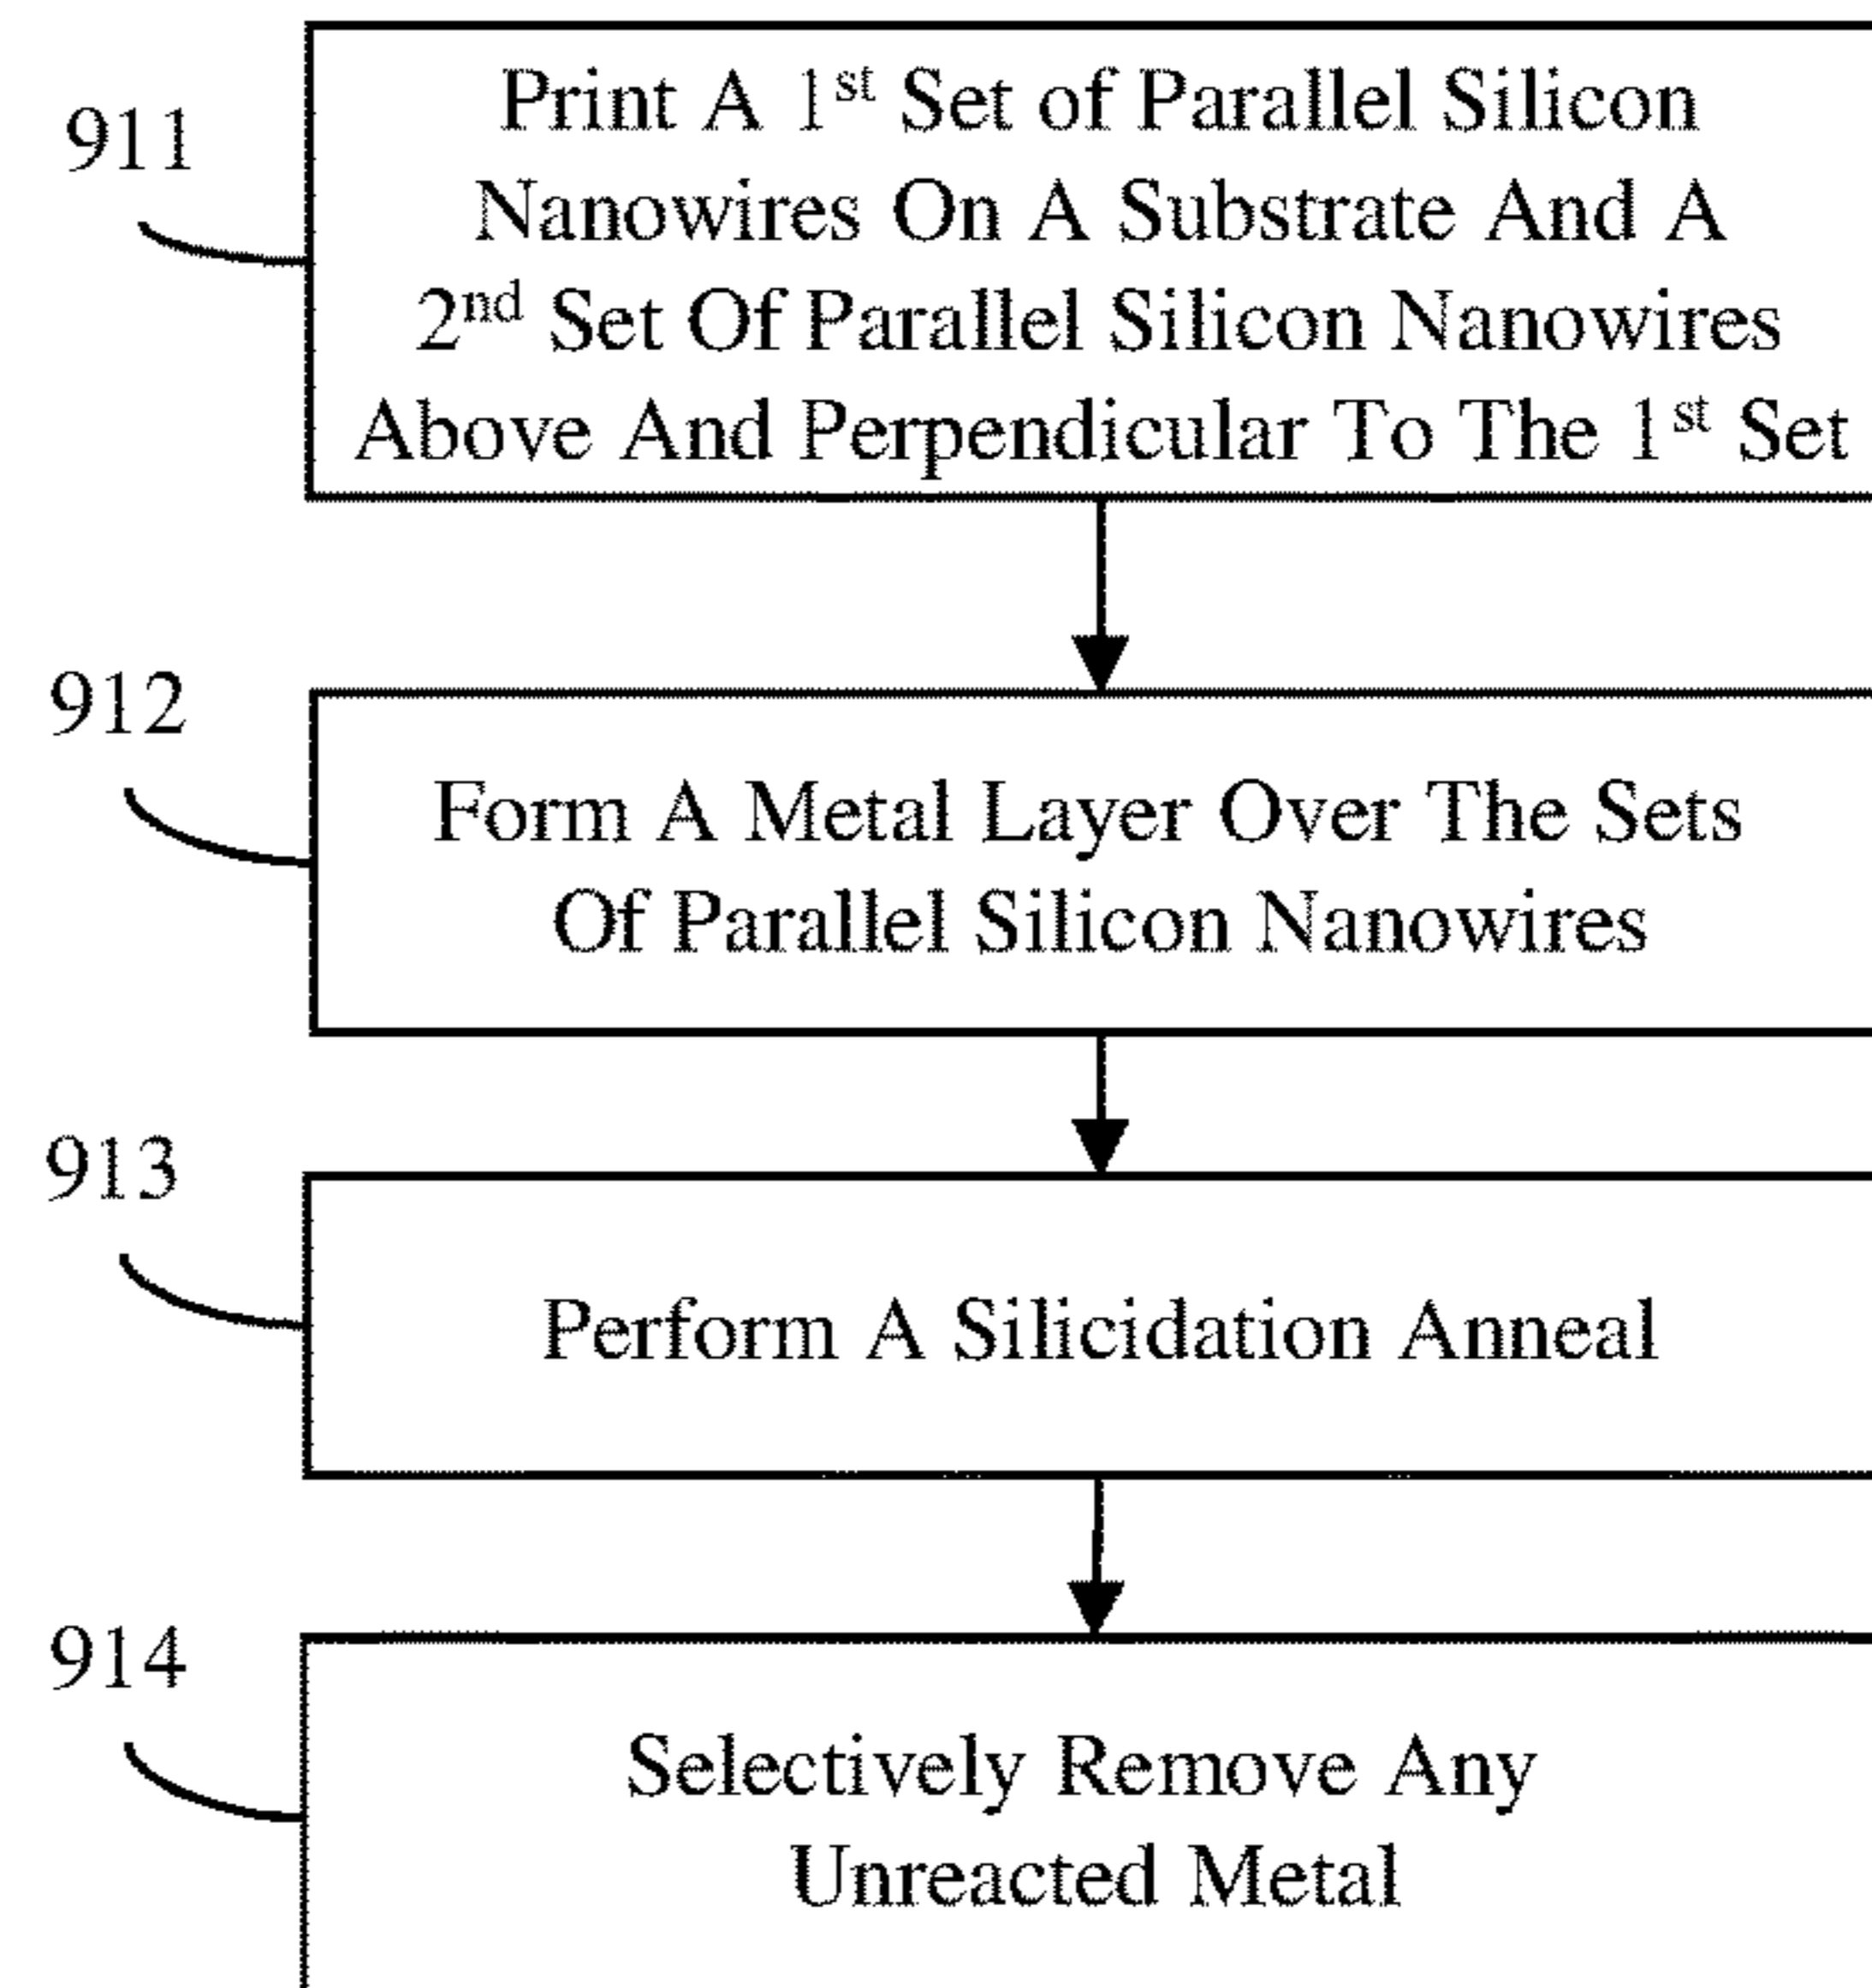 911
Print A 1st Set of Parallel Silicon
Nanowires On A Substrate And A
2nd Set Of Parallel Silicon Nanowires
Above And Perpendicular To The 1st Set
912
Form A Metal Layer Over The Sets
Of Parallel Silicon Nanowires
913
Perform A Silicidation Anneal
914
Selectively Remove Any
Unreacted Metal